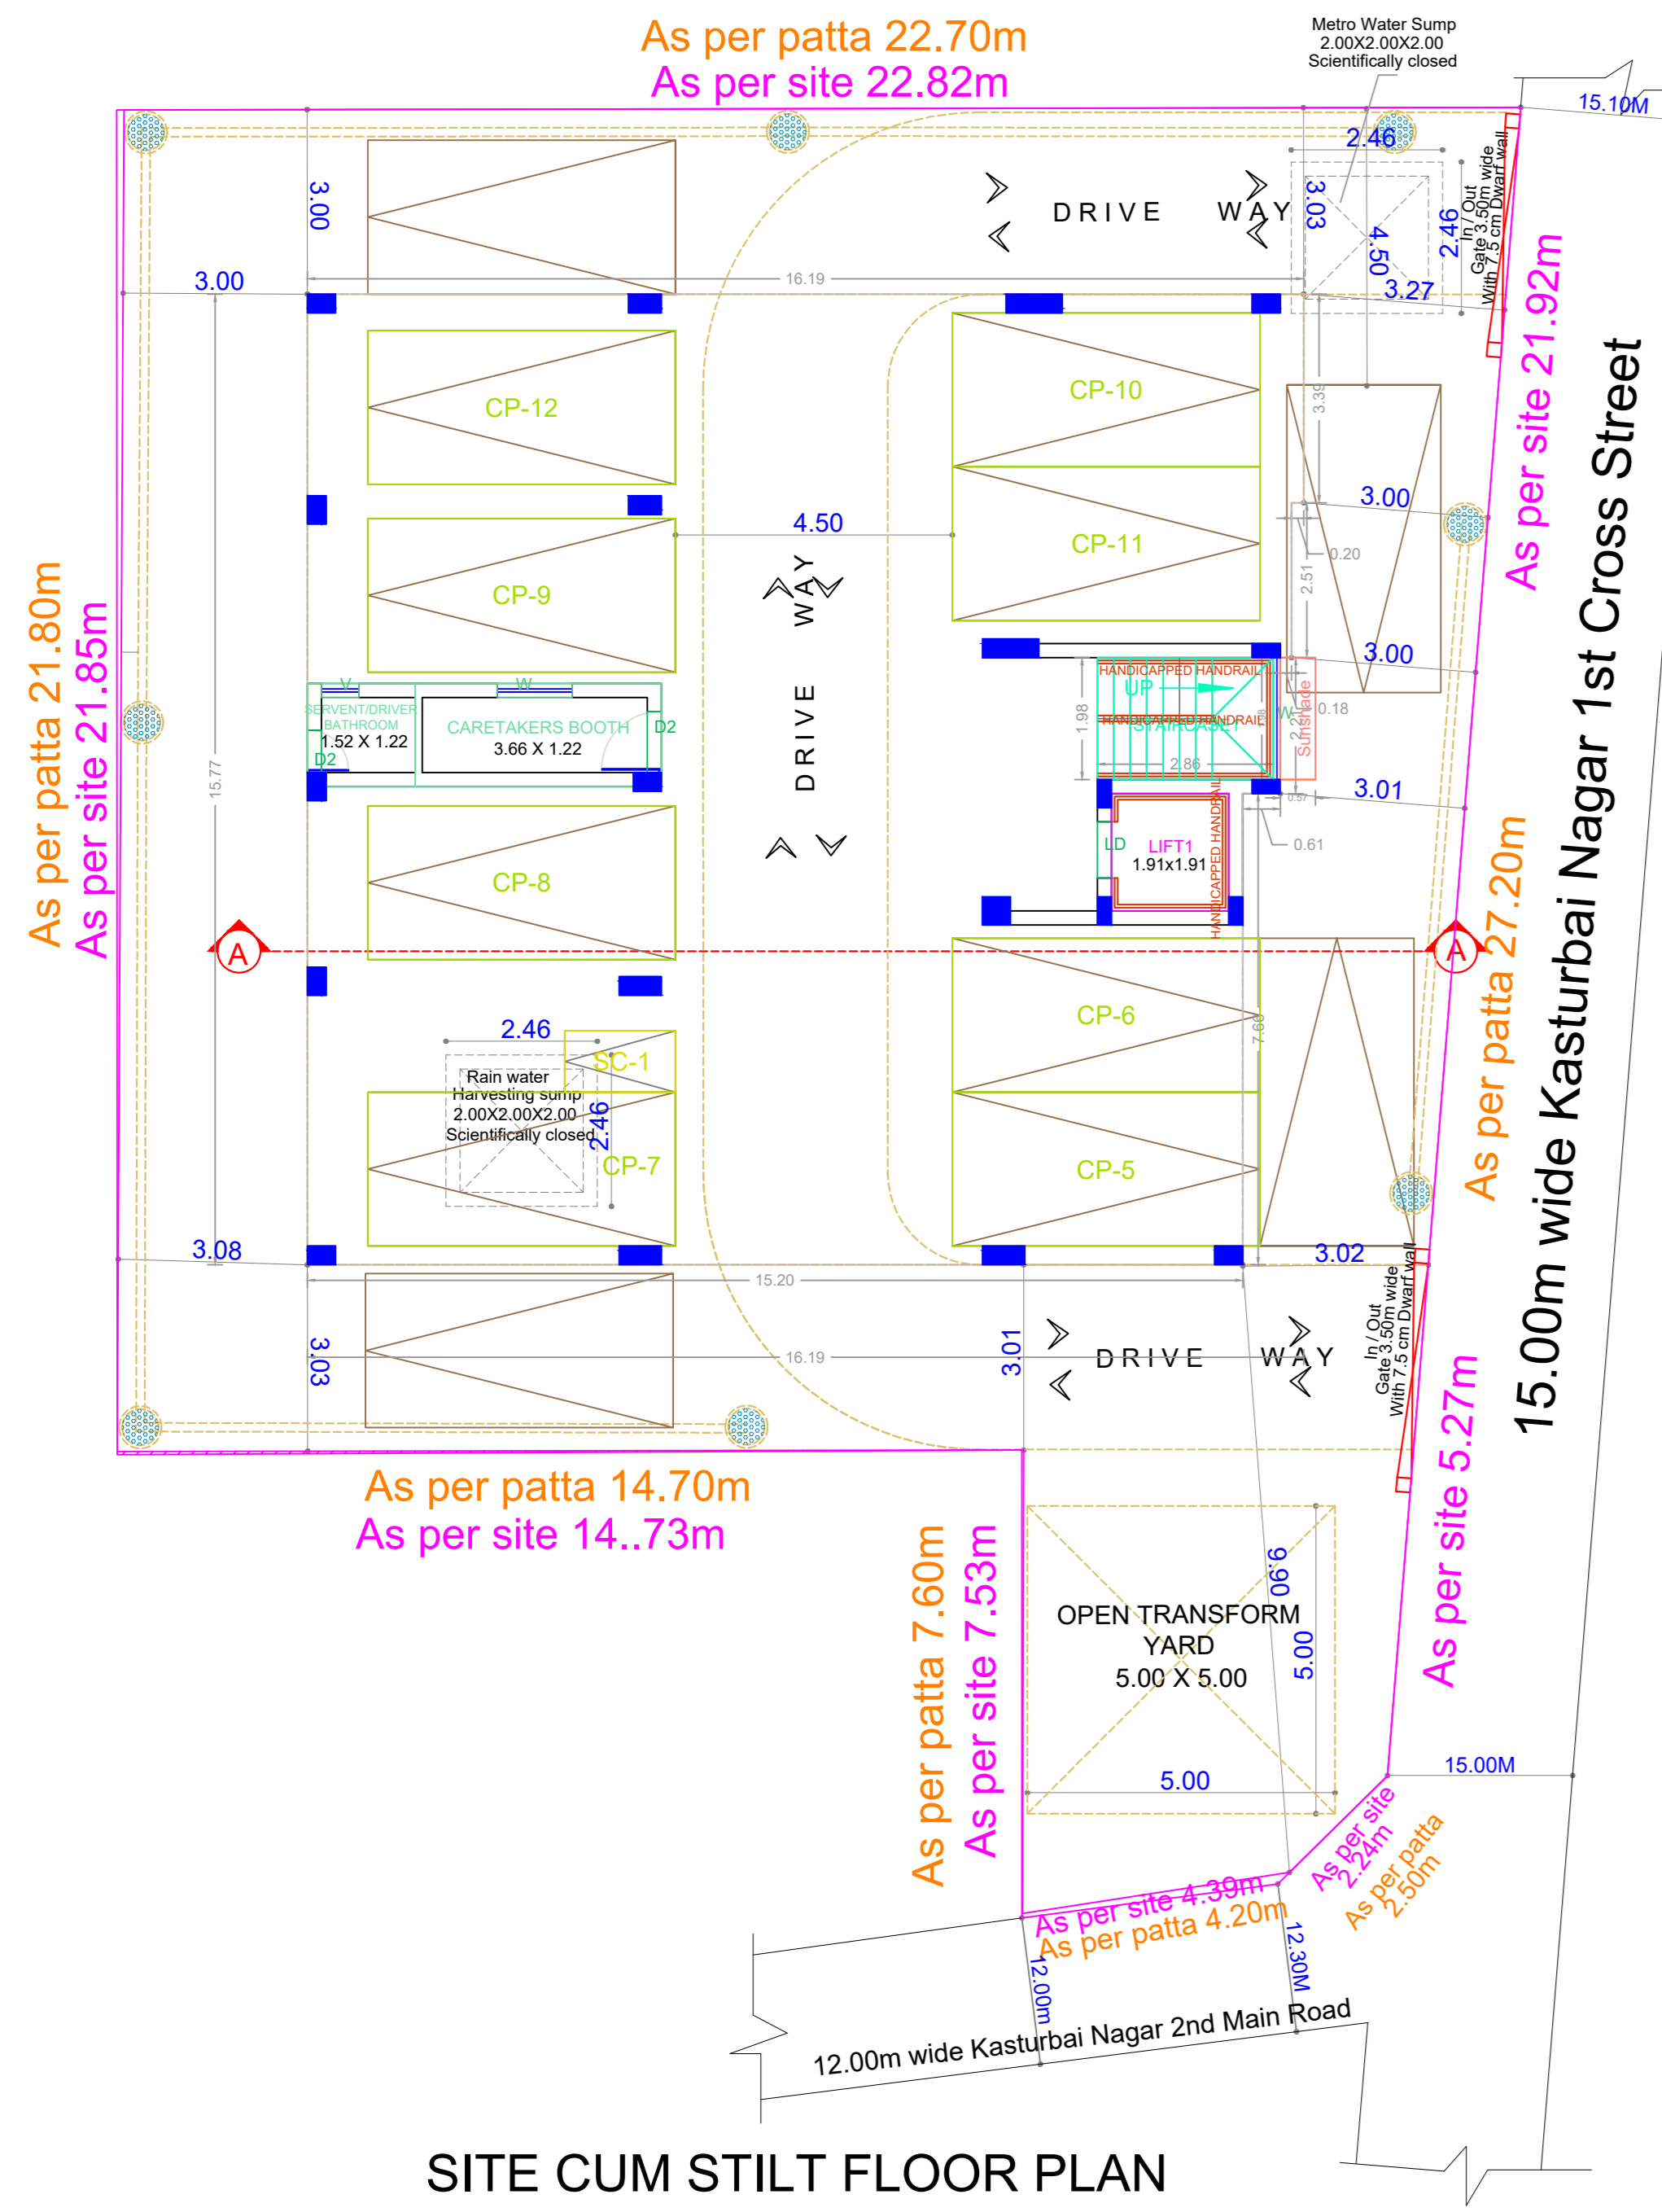 As per patta 22.70m
As per site 22.82m
Metro Water Sump
2.00X2.00X2.00
Scientifically closed
15.10M
2.46
3.00
DRIVE WAY
3.03
4.50
2.46
In / Out
Gate 3.50m wide
With 7.5 cm Dwarf wall
3.00
16.19
3.27
As per site 21.92m
15.00m wide Kasturbai Nagar 1st Cross Street
CP-12
CP-10
3.39
3.00
4.50
CP-11
0.20
2.51
CP-9
DRIVE WAY
As per patta 21.80m
As per site 21.85m
3.00
HANDICAPPED HANDRAIL
UP
V
W
SERVENT/DRIVER
BATHROOM
1.52 X 1.22
D2
CARETAKERS BOOTH
3.66 X 1.22
D2
1.98
HANDICAPPED HANDRAIL
STAIRCASE1
W
Sunshade
0.18
2.86
15.77
3.01
0.57
0.61
LD
LIFT1
1.91x1.91
HANDICAPPED HANDRAIL
CP-8
As per patta 27.20m
A
A
CP-6
7.66
2.46
SC-1
Rain water
Harvesting sump
2.00X2.00X2.00
Scientifically closed
2.46
CP-7
CP-5
3.08
3.02
15.20
3.03
16.19
3.01
DRIVE WAY
In / Out
Gate 3.50m wide
With 7.5 cm Dwarf wall
As per site 5.27m
As per patta 14.70m
As per site 14..73m
As per patta 7.60m
As per site 7.53m
9.90
OPEN TRANSFORM
YARD
5.00 X 5.00
5.00
5.00
15.00M
As per site
2.24m
As per patta
2.50m
As per site 4.39m
As per patta 4.20m
12.00m
12.30M
12.00m wide Kasturbai Nagar 2nd Main Road
SITE CUM STILT FLOOR PLAN